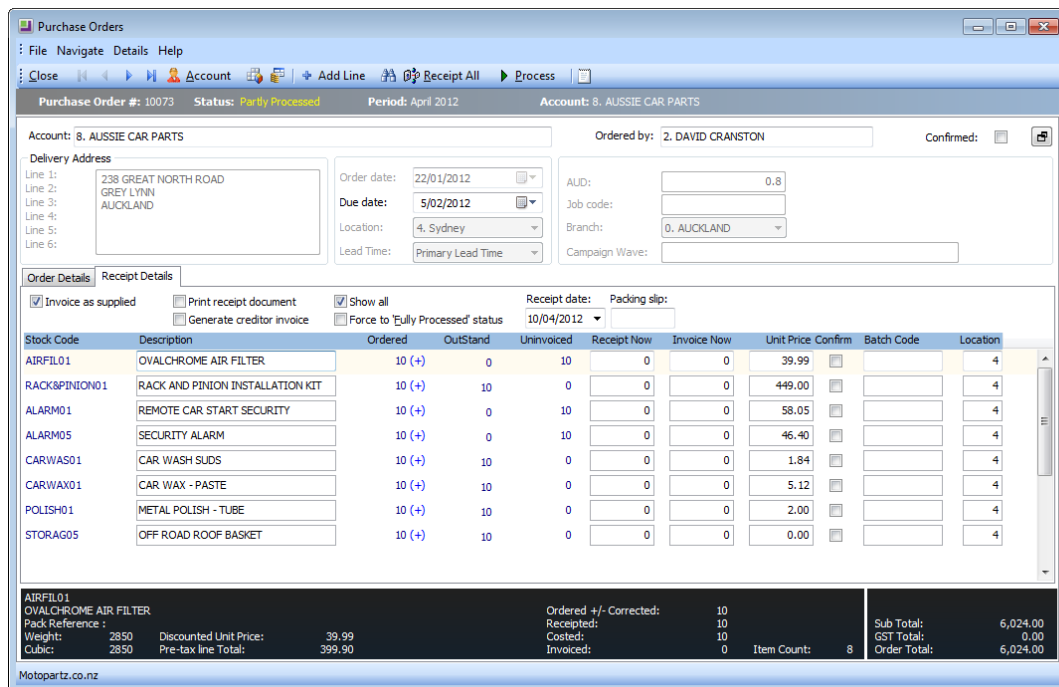 Purchase Orders
File Navigate Details Help
Close Account Add Line Receipt All Process
Purchase Order #: 10073 Status: Partly Processed Period: April 2012 Account: 8. AUSSIE CAR PARTS
Account: 8. AUSSIE CAR PARTS Ordered by: 2. DAVID CRANSTON Confirmed:
Delivery Address
Line 1: 238 GREAT NORTH ROAD
Line 2: GREY LYNN
Line 3: AUCKLAND
Line 4:
Line 5:
Line 6:
Order date: 22/01/2012
Due date: 5/02/2012
Location: 4. Sydney
Lead Time: Primary Lead Time
AUD: 0.8
Job code:
Branch: 0. AUCKLAND
Campaign Wave:
Order Details Receipt Details
Invoice as supplied Print receipt document Show all Receipt date: Packing slip:
Generate creditor invoice Force to 'Fully Processed' status 10/04/2012
Stock Code Description Ordered OutStand Uninvoiced Receipt Now Invoice Now Unit Price Confirm Batch Code Location
AIRFIL01 OVALCHROME AIR FILTER 10 (+) 0 10 0 0 39.99 4
RACK&PINION01 RACK AND PINION INSTALLATION KIT 10 (+) 10 0 0 0 449.00 4
ALARM01 REMOTE CAR START SECURITY 10 (+) 0 10 0 0 58.05 4
ALARM05 SECURITY ALARM 10 (+) 0 10 0 0 46.40 4
CARWAS01 CAR WASH SUDS 10 (+) 10 0 0 0 1.84 4
CARWAX01 CAR WAX - PASTE 10 (+) 10 0 0 0 5.12 4
POLISH01 METAL POLISH - TUBE 10 (+) 10 0 0 0 2.00 4
STORAG05 OFF ROAD ROOF BASKET 10 (+) 10 0 0 0 0.00 4
AIRFIL01
OVALCHROME AIR FILTER Ordered +/- Corrected: 10
Pack Reference : Receipted: 10 Sub Total: 6,024.00
Weight: 2850 Discounted Unit Price: 39.99 Costed: 10 GST Total: 0.00
Cubic: 2850 Pre-tax line Total: 399.90 Invoiced: 0 Item Count: 8 Order Total: 6,024.00
Motopartz.co.nz